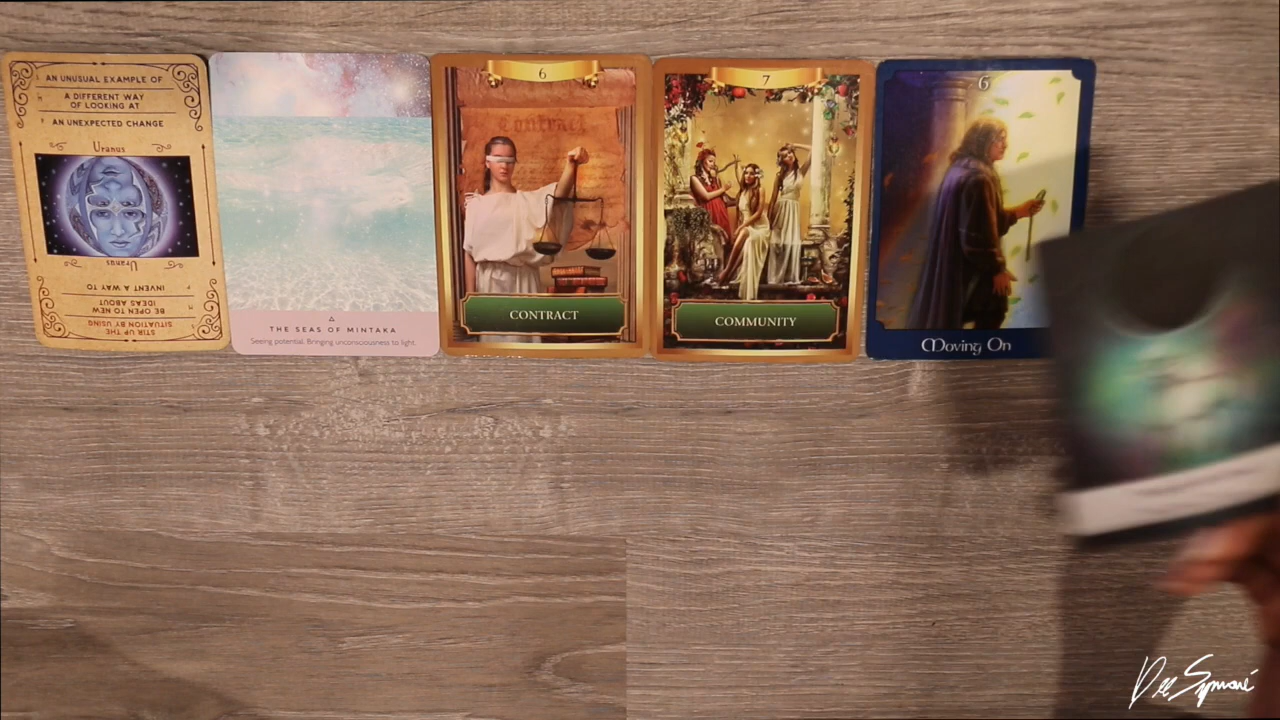 AN UNUSUAL EXAMPLE OF
A DIFFERENT WAY
OF LOOKING AT
AN UNEXPECTED CHANGE
Uranus
Uranus
INVENT A WAY TO
BE OPEN TO NEW
IDEAS ABOUT
STIR UP THE
SITUATION BY USING
THE SEAS OF MINTAKA
Seeing potential. Bringing unconsciousness to light.
6
Contract
CONTRACT
7
COMMUNITY
6
Moving On
Dee Symoné